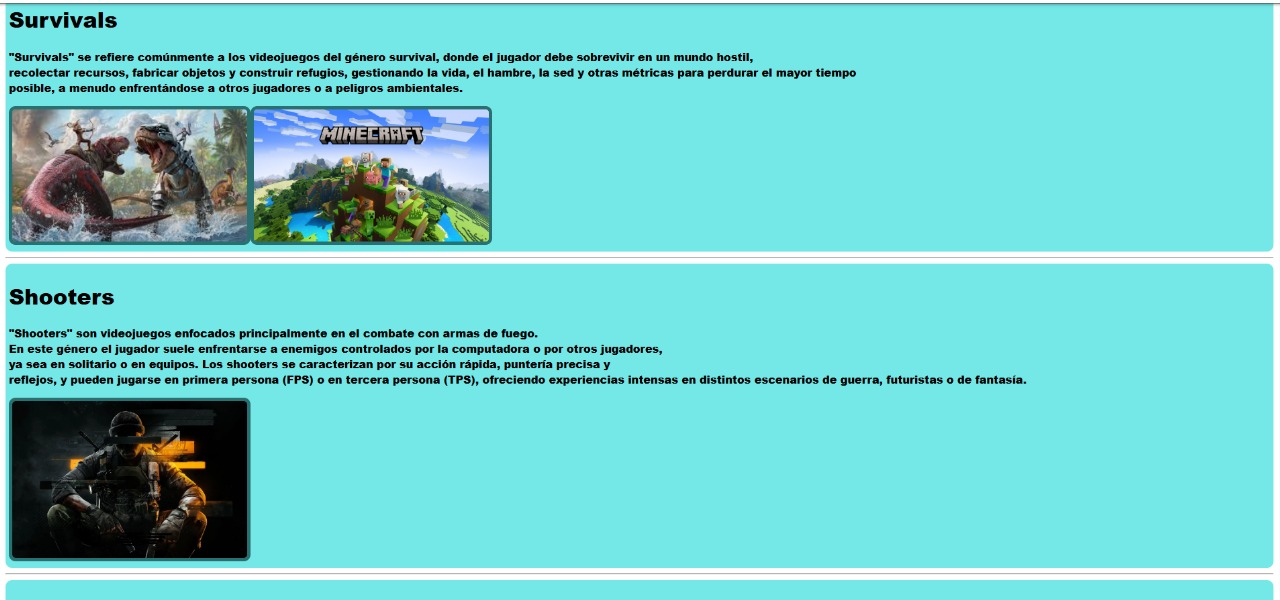 Survivals
"Survivals" se refiere comúnmente a los videojuegos del género survival, donde el jugador debe sobrevivir en un mundo hostil,
recolectar recursos, fabricar objetos y construir refugios, gestionando la vida, el hambre, la sed y otras métricas para perdurar el mayor tiempo
posible, a menudo enfrentándose a otros jugadores o a peligros ambientales.
MINECRAFT
Shooters
"Shooters" son videojuegos enfocados principalmente en el combate con armas de fuego.
En este género el jugador suele enfrentarse a enemigos controlados por la computadora o por otros jugadores,
ya sea en solitario o en equipos. Los shooters se caracterizan por su acción rápida, puntería precisa y
reflejos, y pueden jugarse en primera persona (FPS) o en tercera persona (TPS), ofreciendo experiencias intensas en distintos escenarios de guerra, futuristas o de fantasía.